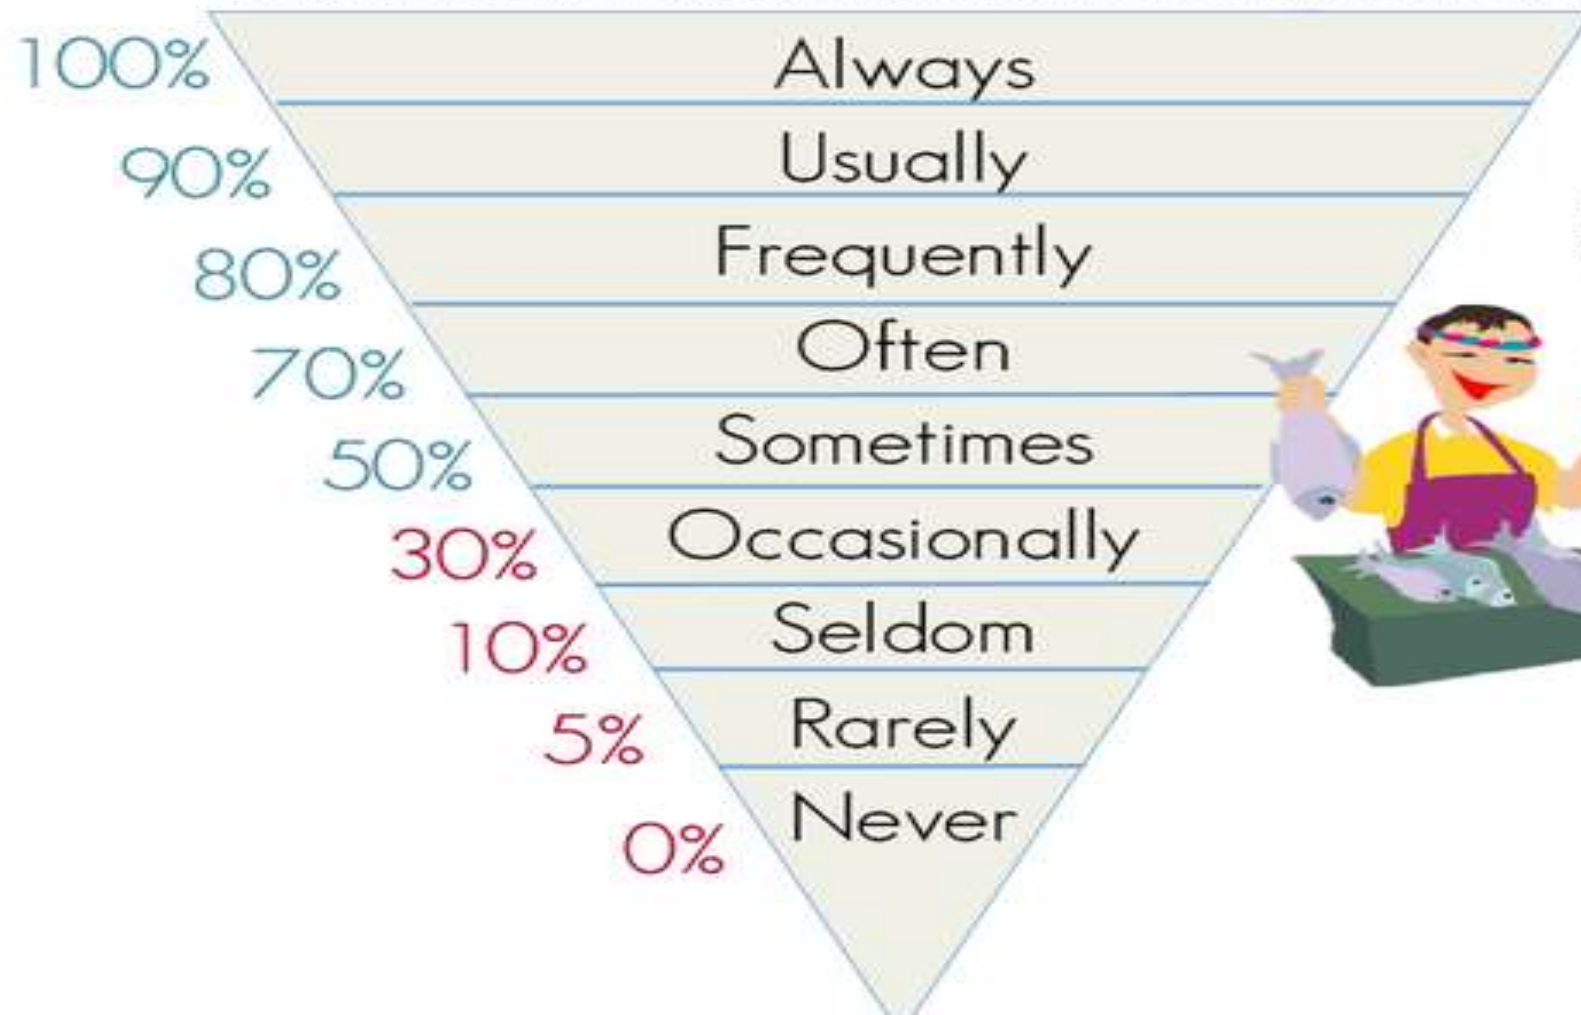 100% Always
90% Usually
80% Frequently
70% Often
50% Sometimes
30% Occasionally
10% Seldom
5% Rarely
0% Never